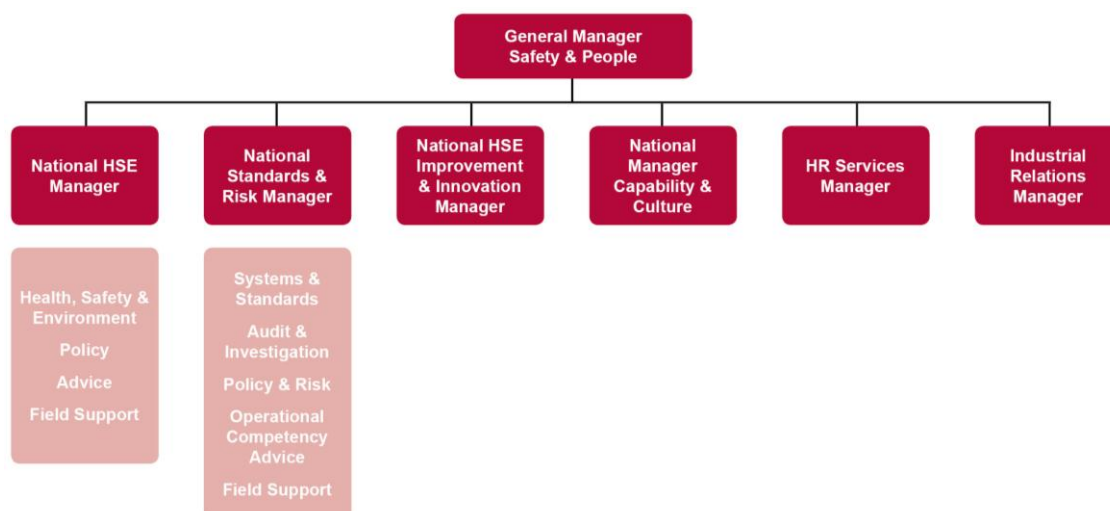 General Manager
Safety & People
National HSE
Manager
National
Standards &
Risk Manager
National HSE
Improvement
& Innovation
Manager
National
Manager
Capability &
Culture
HR Services
Manager
Industrial
Relations
Manager
Health, Safety &
Environment
Policy
Advice
Field Support
Systems &
Standards
Audit &
Investigation
Policy & Risk
Operational
Competency
Advice
Field Support